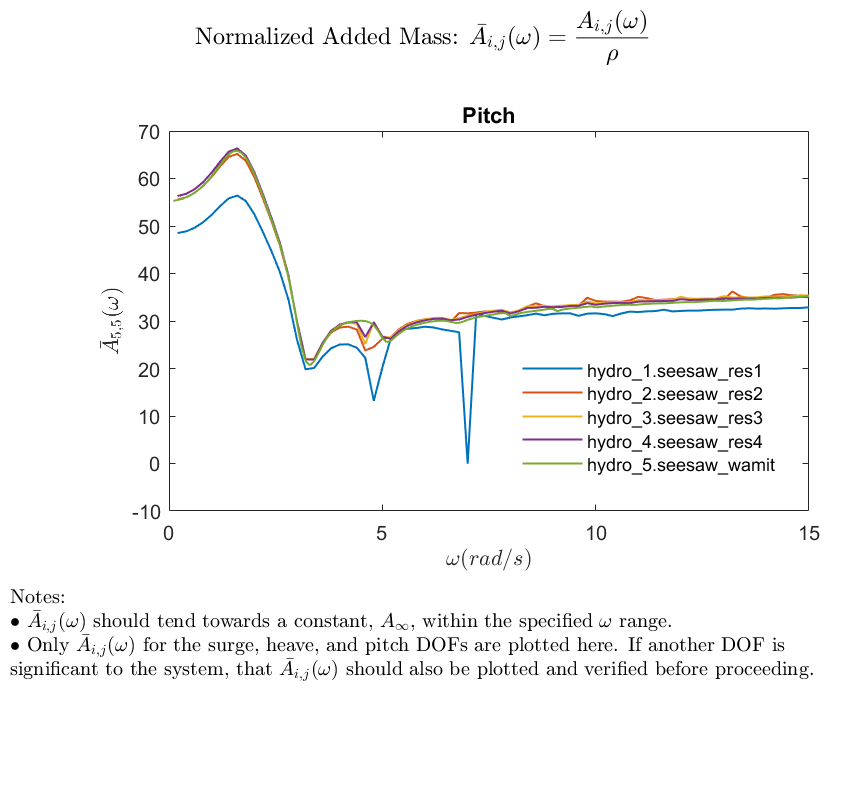 Normalized Added Mass: Ā_{i,j}(ω) = A_{i,j}(ω) / ρ
Pitch
70
60
50
40
30
20
10
0
-10
Ā_{5,5}(ω)
hydro_1.seesaw_res1
hydro_2.seesaw_res2
hydro_3.seesaw_res3
hydro_4.seesaw_res4
hydro_5.seesaw_wamit
0 5 10 15
ω(rad/s)
Notes:
• Ā_{i,j}(ω) should tend towards a constant, A_∞, within the specified ω range.
• Only Ā_{i,j}(ω) for the surge, heave, and pitch DOFs are plotted here. If another DOF is
significant to the system, that Ā_{i,j}(ω) should also be plotted and verified before proceeding.